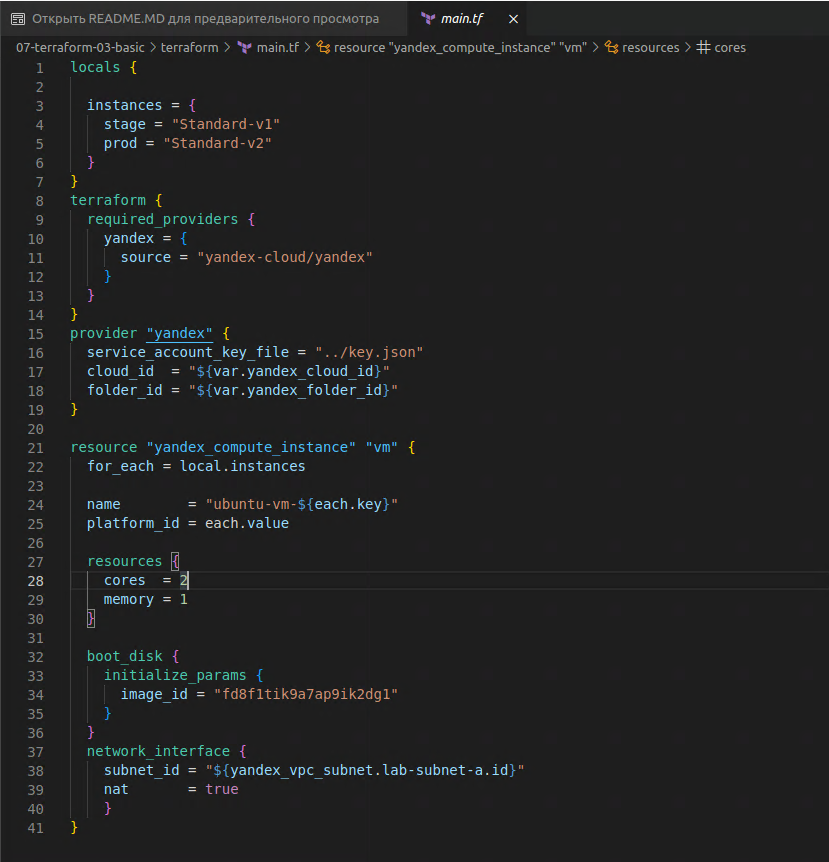 Открыть README.MD для предварительного просмотра
main.tf
07-terraform-03-basic > terraform > main.tf > resource "yandex_compute_instance" "vm" > resources > cores
1 locals {
2
3   instances = {
4     stage = "Standard-v1"
5     prod = "Standard-v2"
6   }
7 }
8 terraform {
9   required_providers {
10     yandex = {
11       source = "yandex-cloud/yandex"
12     }
13   }
14 }
15 provider "yandex" {
16   service_account_key_file = "../key.json"
17   cloud_id  = "${var.yandex_cloud_id}"
18   folder_id = "${var.yandex_folder_id}"
19 }
20
21 resource "yandex_compute_instance" "vm" {
22   for_each = local.instances
23
24   name        = "ubuntu-vm-${each.key}"
25   platform_id = each.value
26
27   resources {
28     cores  = 2
29     memory = 1
30   }
31
32   boot_disk {
33     initialize_params {
34       image_id = "fd8f1tik9a7ap9ik2dg1"
35     }
36   }
37   network_interface {
38     subnet_id = "${yandex_vpc_subnet.lab-subnet-a.id}"
39     nat       = true
40     }
41 }